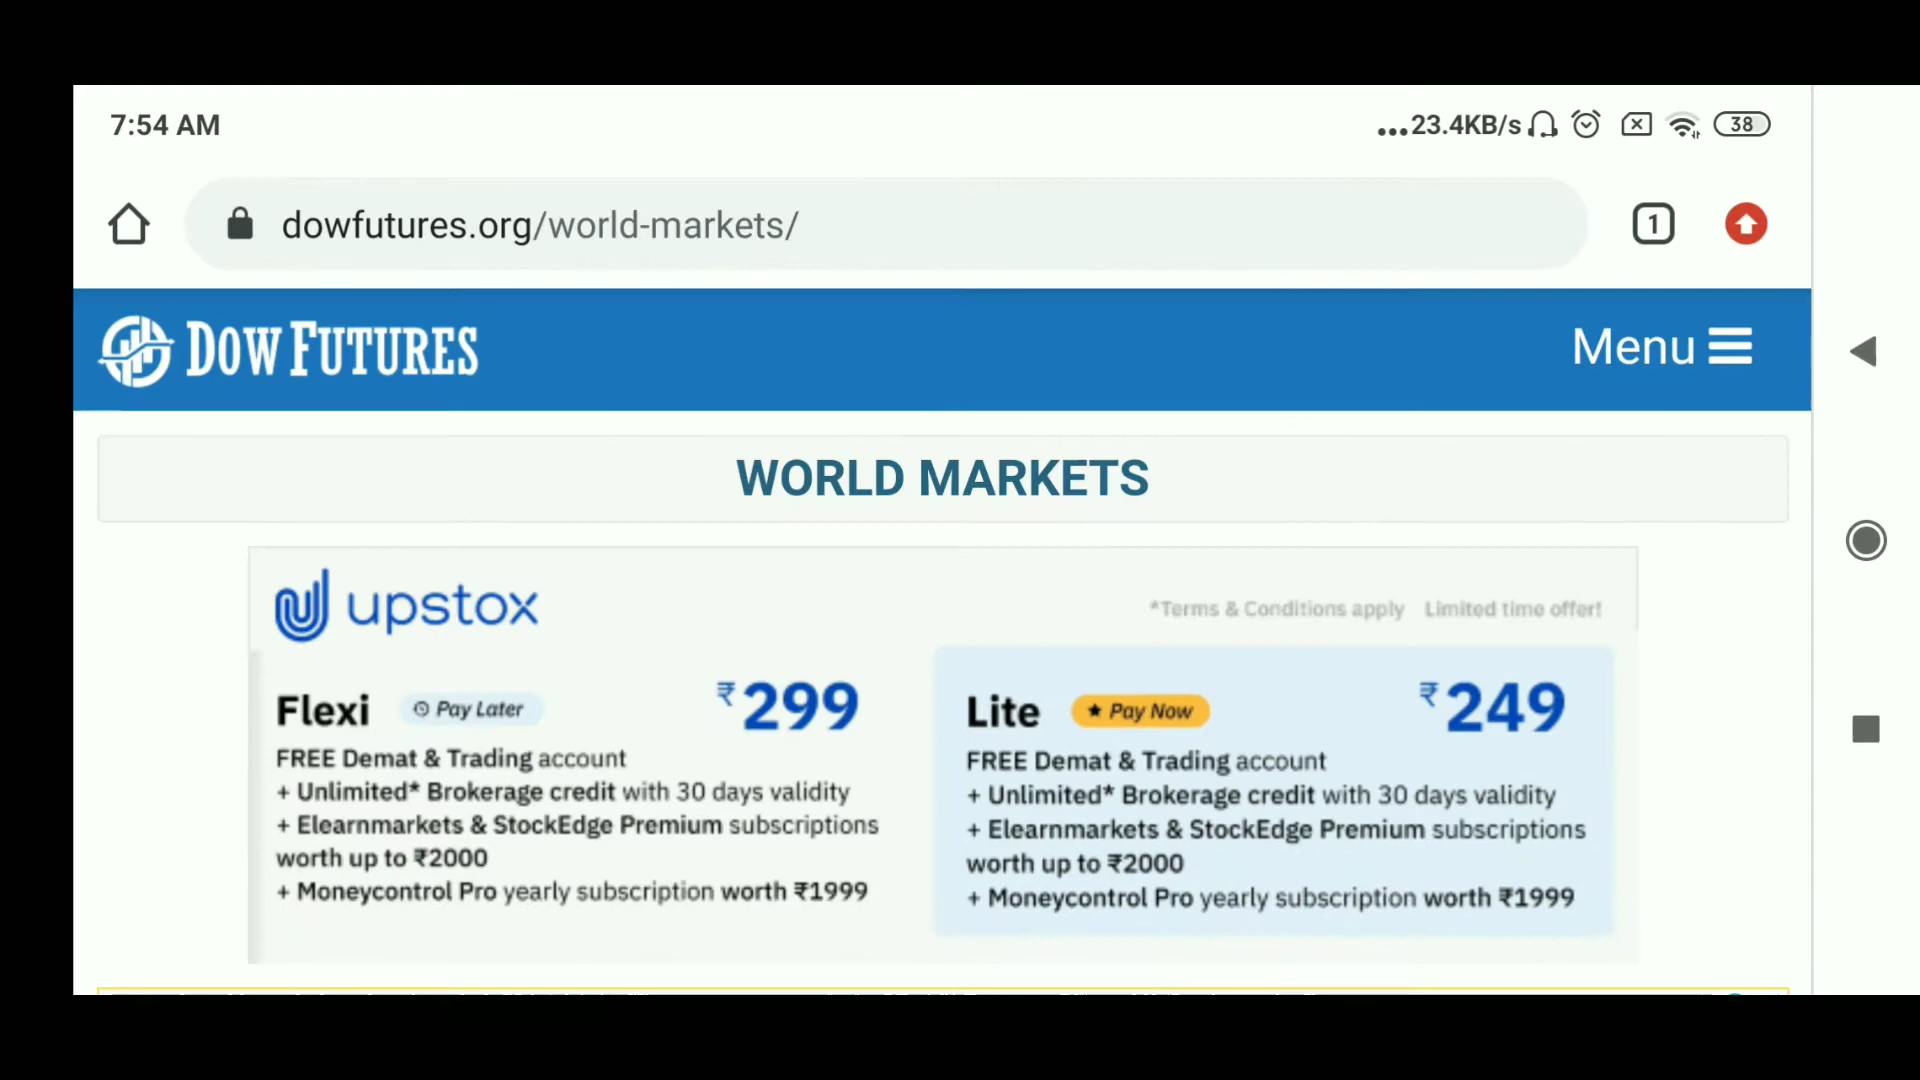 7:54 AM
...23.4KB/s
38
dowfutures.org/world-markets/
1
DOW FUTURES
Menu
WORLD MARKETS
upstox
*Terms & Conditions apply Limited time offer!
Flexi
Pay Later
₹299
FREE Demat & Trading account
+ Unlimited* Brokerage credit with 30 days validity
+ Elearnmarkets & StockEdge Premium subscriptions
worth up to ₹2000
+ Moneycontrol Pro yearly subscription worth ₹1999
Lite
Pay Now
₹249
FREE Demat & Trading account
+ Unlimited* Brokerage credit with 30 days validity
+ Elearnmarkets & StockEdge Premium subscriptions
worth up to ₹2000
+ Moneycontrol Pro yearly subscription worth ₹1999